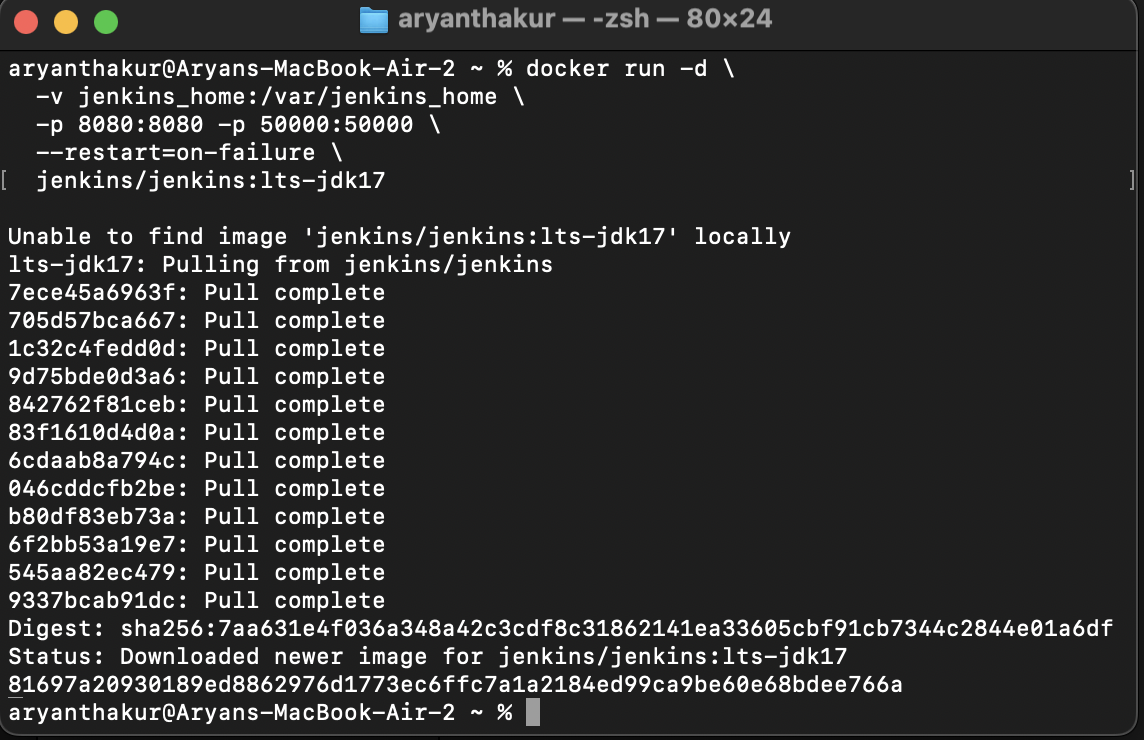 aryanthakur — -zsh — 80×24
aryanthakur@Aryans-MacBook-Air-2 ~ % docker run -d \
  -v jenkins_home:/var/jenkins_home \
  -p 8080:8080 -p 50000:50000 \
  --restart=on-failure \
[  jenkins/jenkins:lts-jdk17 ]
Unable to find image 'jenkins/jenkins:lts-jdk17' locally
lts-jdk17: Pulling from jenkins/jenkins
7ece45a6963f: Pull complete
705d57bca667: Pull complete
1c32c4fedd0d: Pull complete
9d75bde0d3a6: Pull complete
842762f81ceb: Pull complete
83f1610d4d0a: Pull complete
6cdaab8a794c: Pull complete
046cddcfb2be: Pull complete
b80df83eb73a: Pull complete
6f2bb53a19e7: Pull complete
545aa82ec479: Pull complete
9337bcab91dc: Pull complete
Digest: sha256:7aa631e4f036a348a42c3cdf8c31862141ea33605cbf91cb7344c2844e01a6df
Status: Downloaded newer image for jenkins/jenkins:lts-jdk17
81697a20930189ed8862976d1773ec6ffc7a1a2184ed99ca9be60e68bdee766a
aryanthakur@Aryans-MacBook-Air-2 ~ %